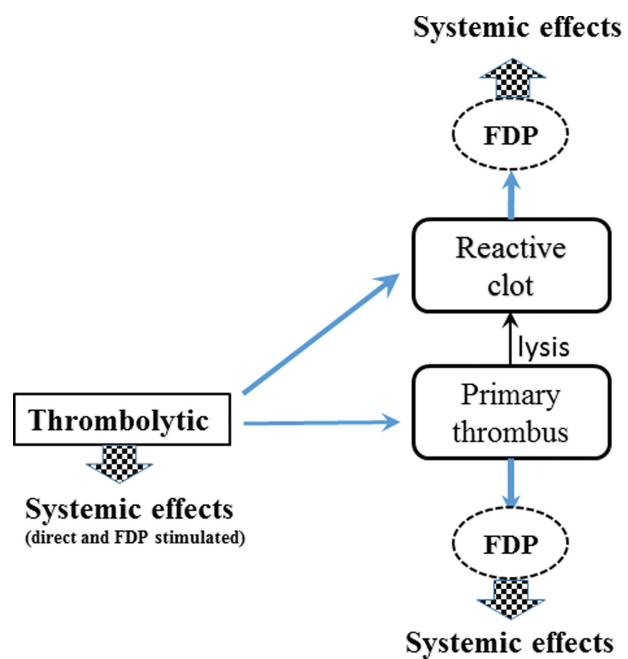 Systemic effects
FDP
Reactive
clot
lysis
Primary
thrombus
Thrombolytic
Systemic effects
(direct and FDP stimulated)
FDP
Systemic effects